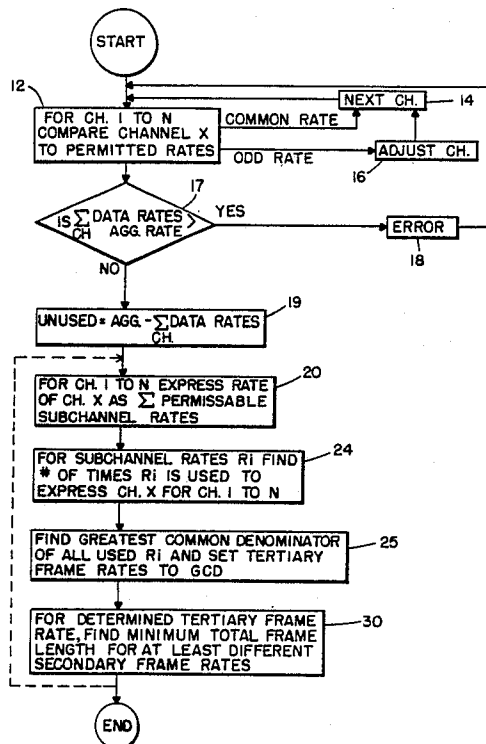 START
12
FOR CH. I TO N
COMPARE CHANNEL X
TO PERMITTED RATES
COMMON RATE
NEXT CH.
14
ODD RATE
ADJUST CH.
16
17
IS ∑ DATA RATES >
CH AGG. RATE
YES
ERROR
18
NO
19
UNUSED = AGG. - ∑ DATA RATES
CH.
20
FOR CH. I TO N EXPRESS RATE
OF CH. X AS ∑ PERMISSABLE
SUBCHANNEL RATES
24
FOR SUBCHANNEL RATES Ri FIND
# OF TIMES Ri IS USED TO
EXPRESS CH. X FOR CH. I TO N
25
FIND GREATEST COMMON DENOMINATOR
OF ALL USED Ri AND SET TERTIARY
FRAME RATES TO GCD
30
FOR DETERMINED TERTIARY FRAME
RATE, FIND MINIMUM TOTAL FRAME
LENGTH FOR AT LEAST DIFFERENT
SECONDARY FRAME RATES
END